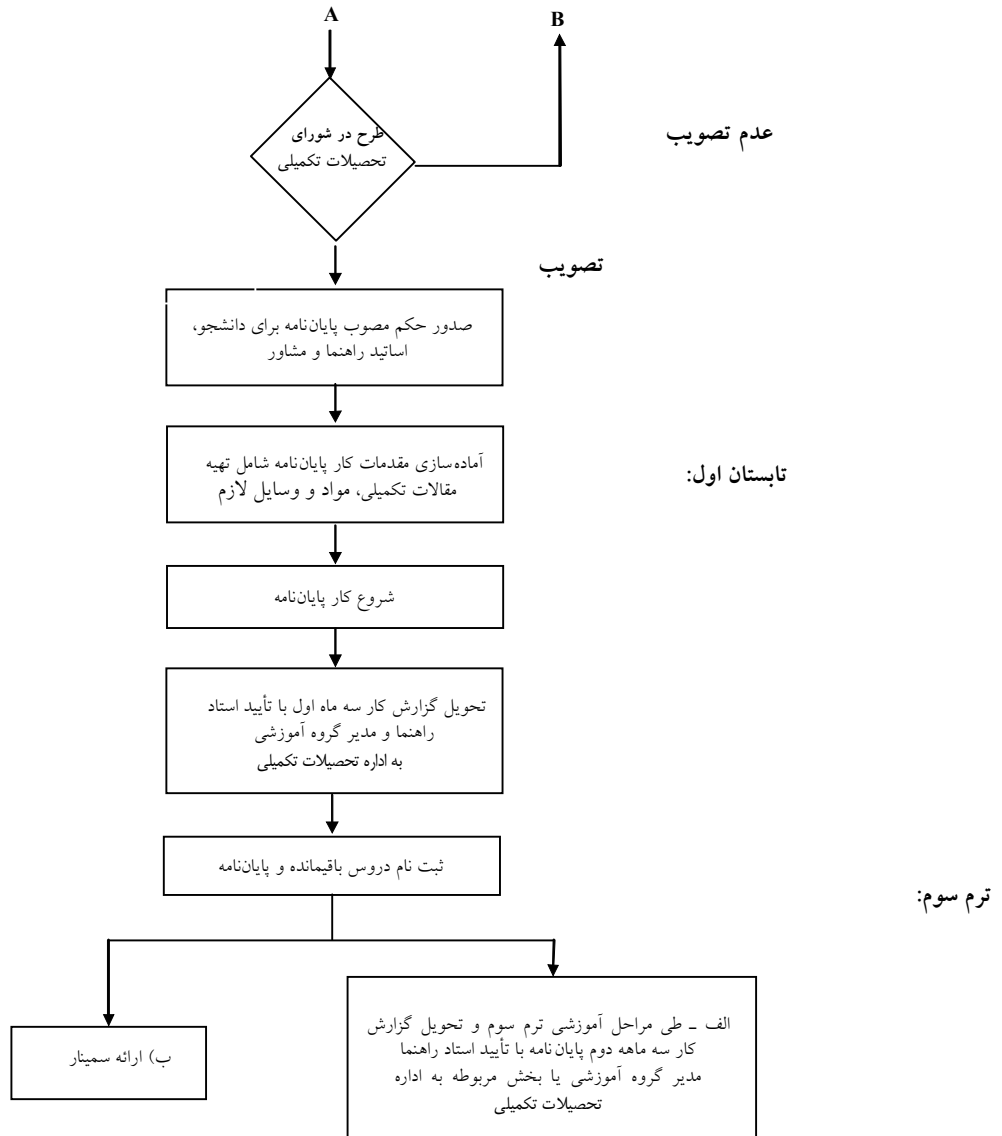 A
B
طرح در شورای
تحصیلات تکمیلی
عدم تصویب
تصویب
صدور حکم مصوب پایان‌نامه برای دانشجو،
اساتید راهنما و مشاور
آماده‌سازی مقدمات کار پایان‌نامه شامل تهیه
مقالات تکمیلی، مواد و وسایل لازم
تابستان اول:
شروع کار پایان‌نامه
تحویل گزارش کار سه ماه اول با تأیید استاد
راهنما و مدیر گروه آموزشی
به اداره تحصیلات تکمیلی
ثبت نام دروس باقیمانده و پایان‌نامه
ترم سوم:
الف ـ طی مراحل آموزشی ترم سوم و تحویل گزارش
کار سه ماهه دوم پایان نامه با تأیید استاد راهنما
مدیر گروه آموزشی یا بخش مربوطه به اداره
تحصیلات تکمیلی
ب) ارائه سمینار